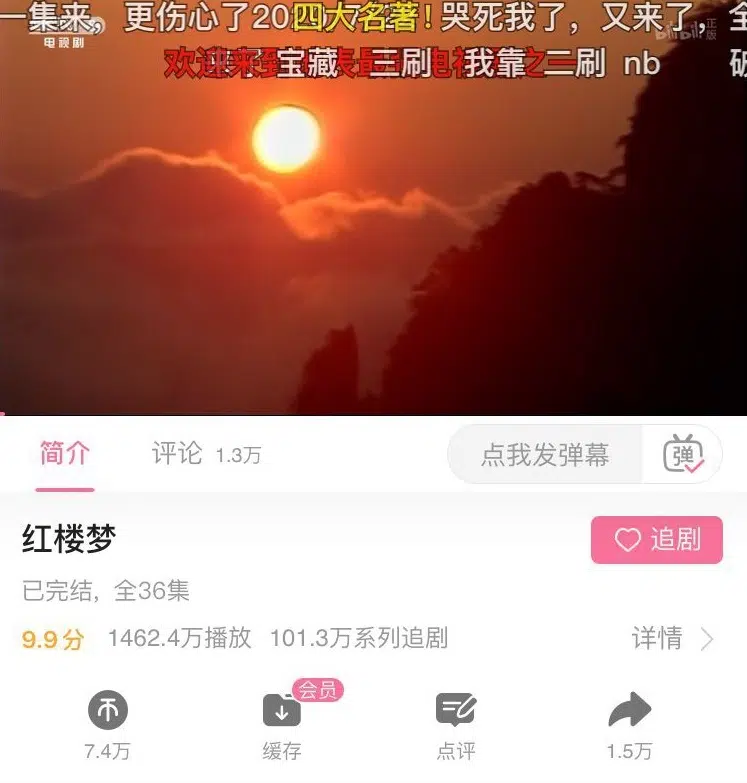 一集来，
更伤心了20
四大名著！
哭死我了，又来了，
全
电视剧
bilibili 正版
欢迎来到
宝藏
三刷
我靠
二刷
nb
破
简介
评论 1.3万
点我发弹幕
弹
红楼梦
追剧
已完结，全36集
9.9分 1462.4万播放 101.3万系列追剧 详情
会员
7.4万 缓存 点评 1.5万